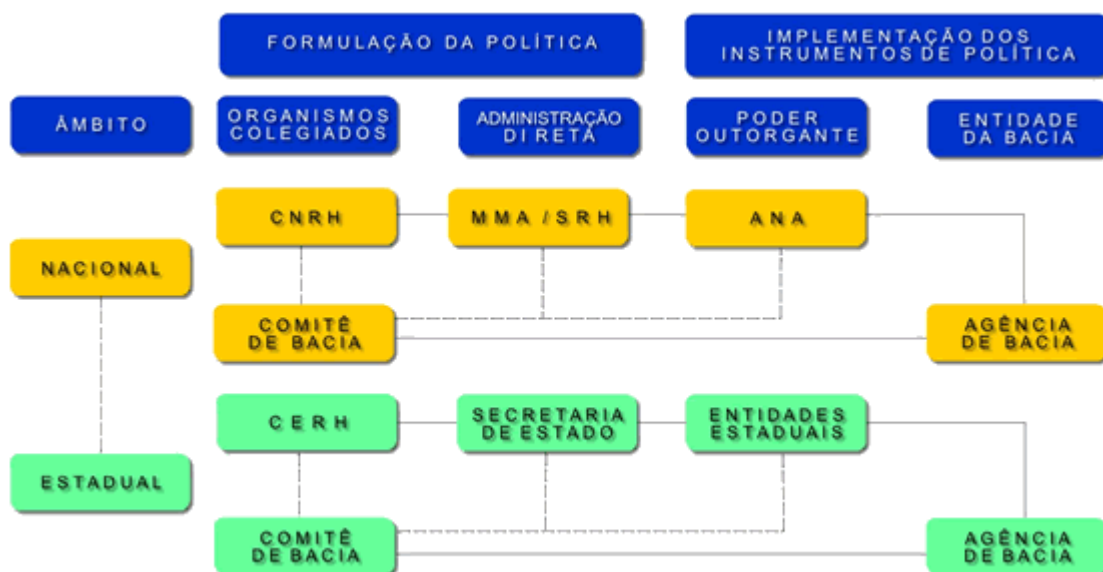 FORMULAÇÃO DA POLÍTICA
IMPLEMENTAÇÃO DOS
INSTRUMENTOS DE POLÍTICA
ÂMBITO
ORGANISMOS
COLEGIADOS
ADMINISTRAÇÃO
DIRETA
PODER
OUTORGANTE
ENTIDADE
DA BACIA
NACIONAL
CNRH
MMA / SRH
ANA
COMITÊ
DE BACIA
AGÊNCIA
DE BACIA
ESTADUAL
CERH
SECRETARIA
DE ESTADO
ENTIDADES
ESTADUAIS
COMITÊ
DE BACIA
AGÊNCIA
DE BACIA